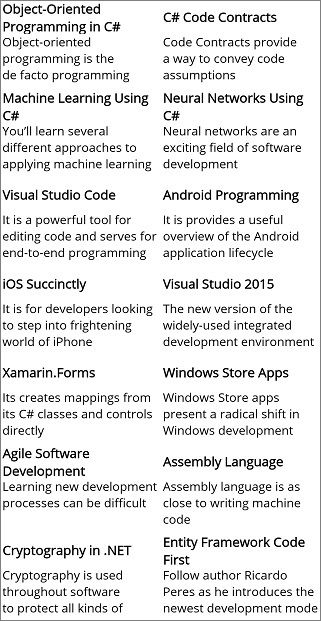 Object-Oriented
Programming in C#
Object-oriented
programming is the
de facto programming
C# Code Contracts
Code Contracts provide
a way to convey code
assumptions
Machine Learning Using
C#
You'll learn several
different approaches to
applying machine learning
Neural Networks Using
C#
Neural networks are an
exciting field of software
development
Visual Studio Code
It is a powerful tool for
editing code and serves for
end-to-end programming
Android Programming
It is provides a useful
overview of the Android
application lifecycle
iOS Succinctly
It is for developers looking
to step into frightening
world of iPhone
Visual Studio 2015
The new version of the
widely-used integrated
development environment
Xamarin.Forms
Its creates mappings from
its C# classes and controls
directly
Windows Store Apps
Windows Store apps
present a radical shift in
Windows development
Agile Software
Development
Learning new development
processes can be difficult
Assembly Language
Assembly language is as
close to writing machine
code
Cryptography in .NET
Cryptography is used
throughout software
to protect all kinds of
Entity Framework Code
First
Follow author Ricardo
Peres as he introduces the
newest development mode